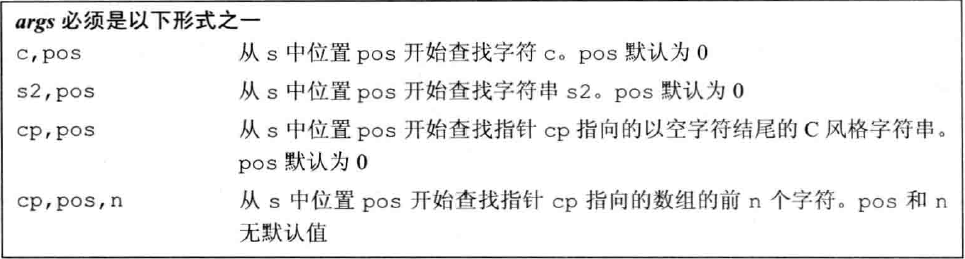 args 必须是以下形式之一
c,pos 从 s 中位置 pos 开始查找字符 c。pos 默认为 0
s2,pos 从 s 中位置 pos 开始查找字符串 s2。pos 默认为 0
cp,pos 从 s 中位置 pos 开始查找指针 cp 指向的以空字符结尾的 C 风格字符串。
pos 默认为 0
cp,pos,n 从 s 中位置 pos 开始查找指针 cp 指向的数组的前 n 个字符。pos 和 n
无默认值